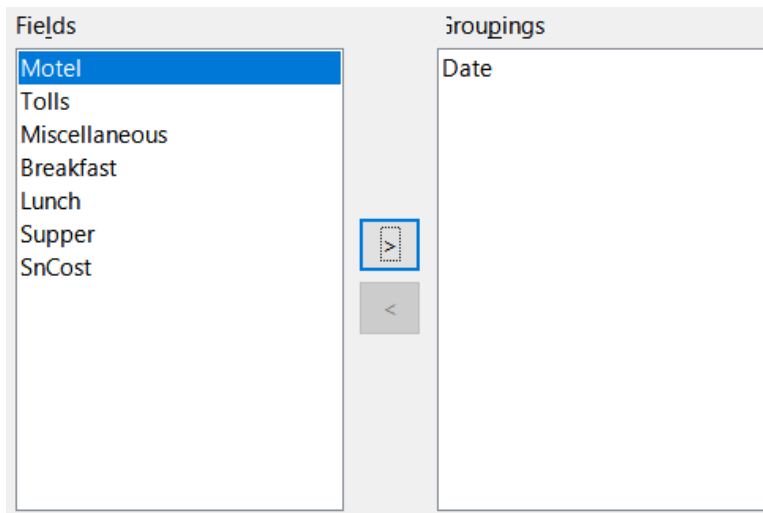 Fields
Groupings
Motel
Tolls
Miscellaneous
Breakfast
Lunch
Supper
SnCost
>
<
Date